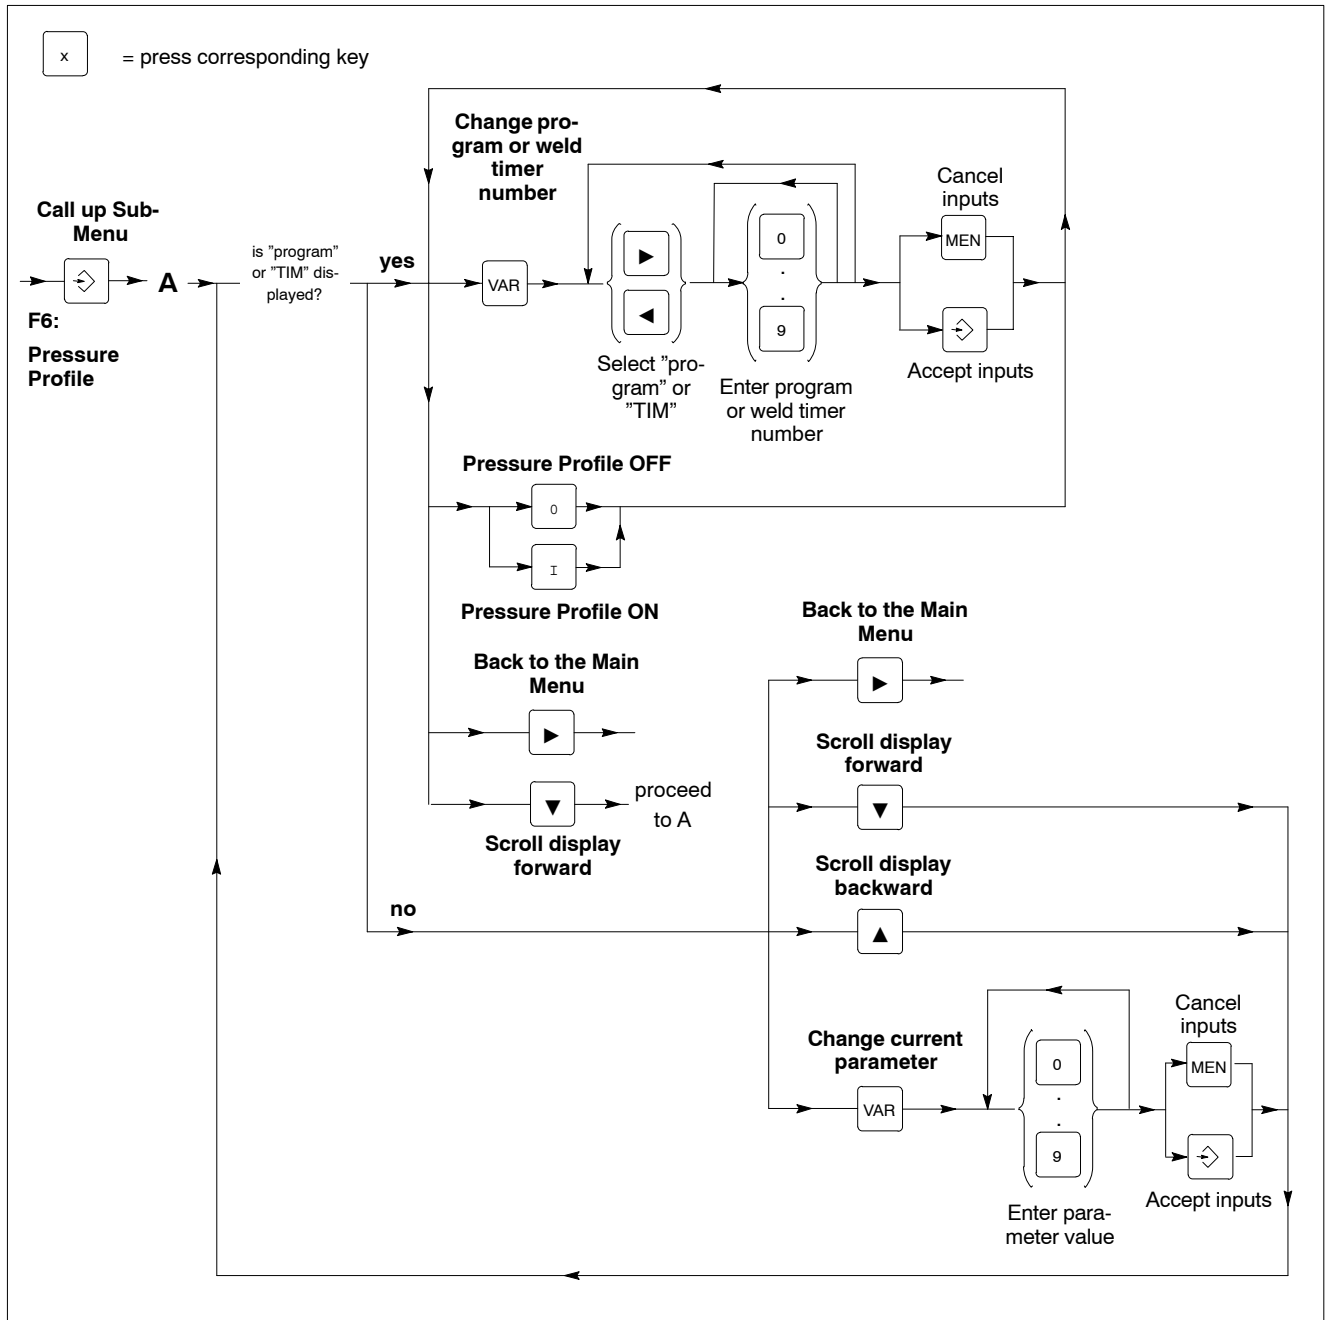 x
= press corresponding key
Change pro-
gram or weld
timer
number
Cancel
inputs
Call up Sub-
Menu
is ”program”
or ”TIM” dis-
played?
yes
A
VAR
0
.
.
9
MEN
F6:
Pressure
Profile
Select ”pro-
gram” or
”TIM”
Enter program
or weld timer
number
Accept inputs
Pressure Profile OFF
0
I
Pressure Profile ON
Back to the Main
Menu
proceed
to A
Scroll display
forward
Back to the Main
Menu
Scroll display
forward
Scroll display
backward
no
Change current
parameter
VAR
0
.
.
9
Cancel
inputs
MEN
Accept inputs
Enter para-
meter value